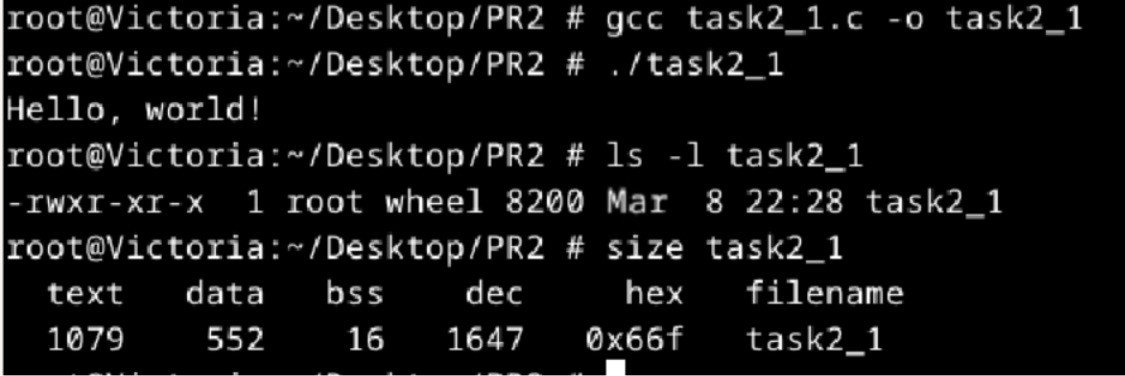 root@Victoria:~/Desktop/PR2 # gcc task2_1.c -o task2_1
root@Victoria:~/Desktop/PR2 # ./task2_1
Hello, world!
root@Victoria:~/Desktop/PR2 # ls -l task2_1
-rwxr-xr-x  1 root wheel 8200 Mar  8 22:28 task2_1
root@Victoria:~/Desktop/PR2 # size task2_1
   text    data     bss     dec     hex   filename
   1079     552      16    1647   0x66f   task2_1